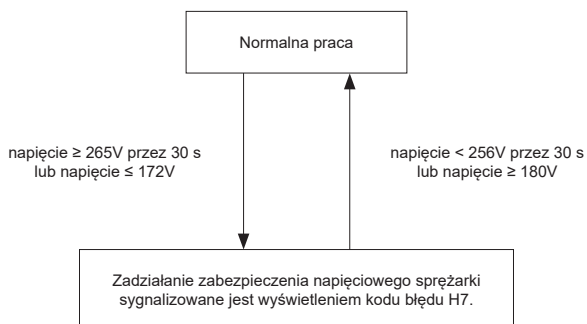 Normalna praca
napięcie ≥ 265V przez 30 s
lub napięcie ≤ 172V
napięcie < 256V przez 30 s
lub napięcie ≥ 180V
Zadziałanie zabezpieczenia napięciowego sprężarki
sygnalizowane jest wyświetleniem kodu błędu H7.